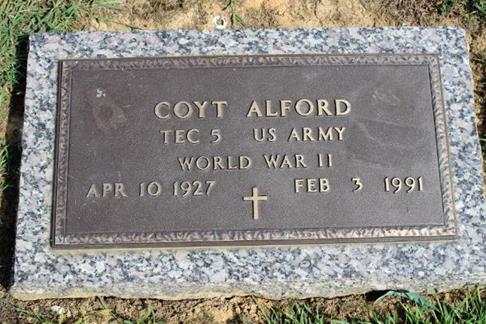 COYT ALFORD
TEC 5 US ARMY
WORLD WAR II
APR 10 1927 FEB 3 1991